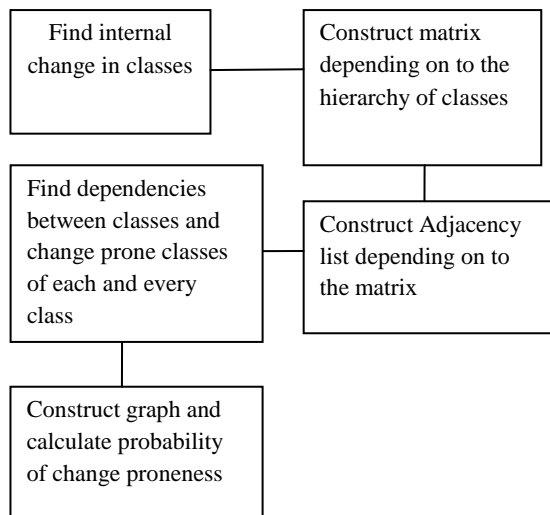 Find internal
change in classes
Construct matrix
depending on to the
hierarchy of classes
Find dependencies
between classes and
change prone classes
of each and every
class
Construct Adjacency
list depending on to
the matrix
Construct graph and
calculate probability
of change proneness